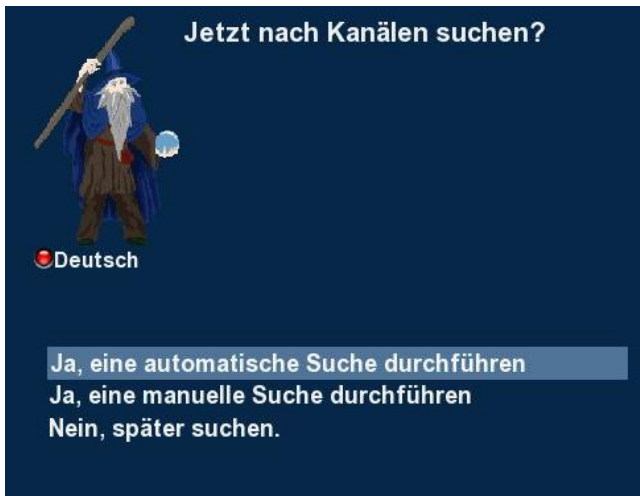 Jetzt nach Kanälen suchen?
Deutsch
Ja, eine automatische Suche durchführen
Ja, eine manuelle Suche durchführen
Nein, später suchen.